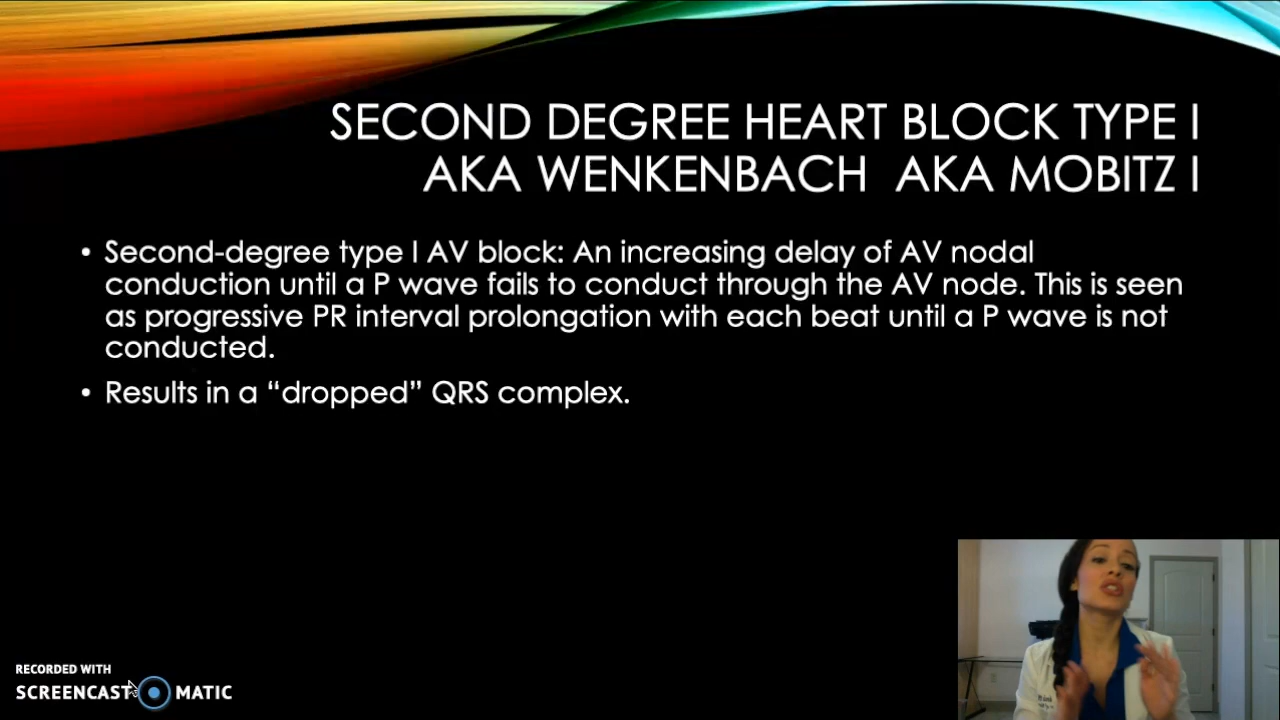 SECOND DEGREE HEART BLOCK TYPE I
AKA WENKENBACH AKA MOBITZ I
• Second-degree type I AV block: An increasing delay of AV nodal
conduction until a P wave fails to conduct through the AV node. This is seen
as progressive PR interval prolongation with each beat until a P wave is not
conducted.
• Results in a “dropped” QRS complex.
RECORDED WITH
SCREENCAST MATIC